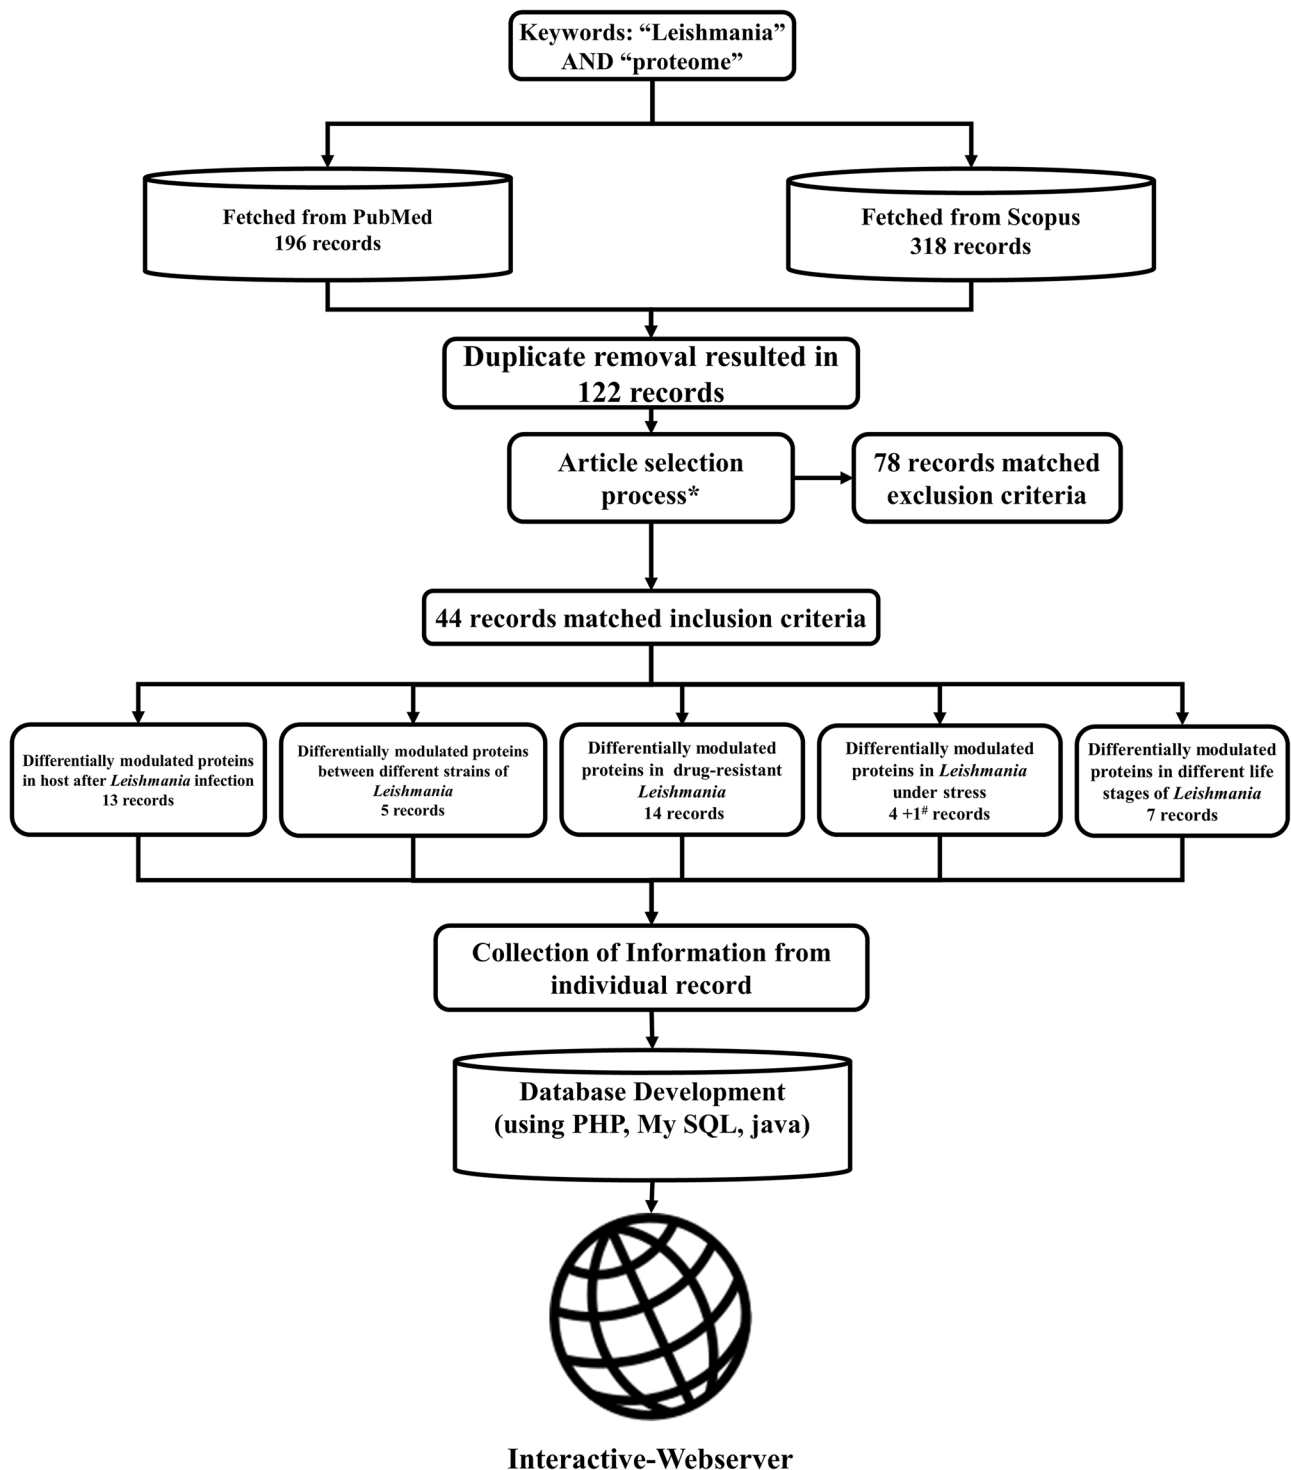 Keywords: “Leishmania”
AND “proteome”
Fetched from PubMed
196 records
Fetched from Scopus
318 records
Duplicate removal resulted in
122 records
Article selection
process*
78 records matched
exclusion criteria
44 records matched inclusion criteria
Differentially modulated proteins
in host after Leishmania infection
13 records
Differentially modulated proteins
between different strains of
Leishmania
5 records
Differentially modulated
proteins in drug-resistant
Leishmania
14 records
Differentially modulated
proteins in Leishmania
under stress
4 +1# records
Differentially modulated
proteins in different life
stages of Leishmania
7 records
Collection of Information from
individual record
Database Development
(using PHP, My SQL, java)
Interactive-Webserver